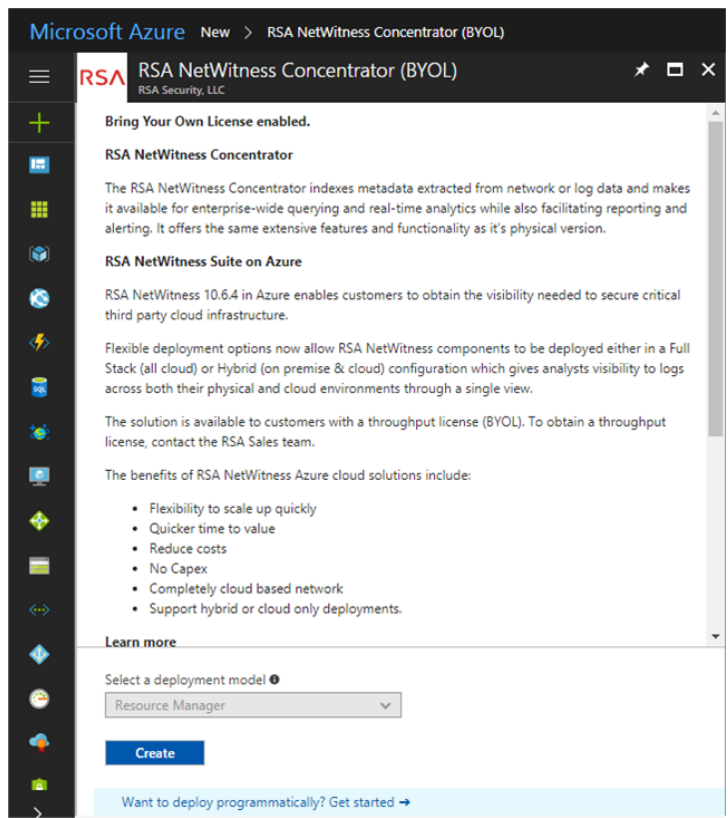 Microsoft Azure New > RSA NetWitness Concentrator (BYOL)
RSA
RSA NetWitness Concentrator (BYOL)
RSA Security, LLC
Bring Your Own License enabled.
RSA NetWitness Concentrator
The RSA NetWitness Concentrator indexes metadata extracted from network or log data and makes
it available for enterprise-wide querying and real-time analytics while also facilitating reporting and
alerting. It offers the same extensive features and functionality as it's physical version.
RSA NetWitness Suite on Azure
RSA NetWitness 10.6.4 in Azure enables customers to obtain the visibility needed to secure critical
third party cloud infrastructure.
Flexible deployment options now allow RSA NetWitness components to be deployed either in a Full
Stack (all cloud) or Hybrid (on premise & cloud) configuration which gives analysts visibility to logs
across both their physical and cloud environments through a single view.
The solution is available to customers with a throughput license (BYOL). To obtain a throughput
license, contact the RSA Sales team.
The benefits of RSA NetWitness Azure cloud solutions include:
• Flexibility to scale up quickly
• Quicker time to value
• Reduce costs
• No Capex
• Completely cloud based network
• Support hybrid or cloud only deployments.
Learn more
Select a deployment model
Resource Manager
Create
Want to deploy programmatically? Get started →
SQL